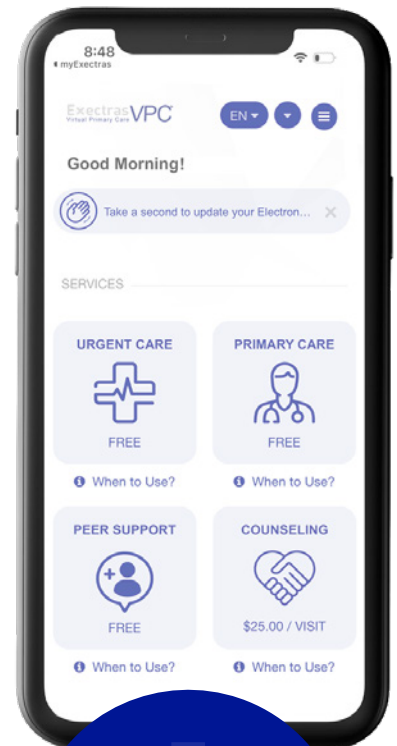 8:48
myExectras
Exectras VPC
Virtual Primary Care
EN
Good Morning!
Take a second to update your Electron...
SERVICES
URGENT CARE
PRIMARY CARE
FREE
FREE
When to Use?
When to Use?
PEER SUPPORT
COUNSELING
FREE
$25.00 / VISIT
When to Use?
When to Use?